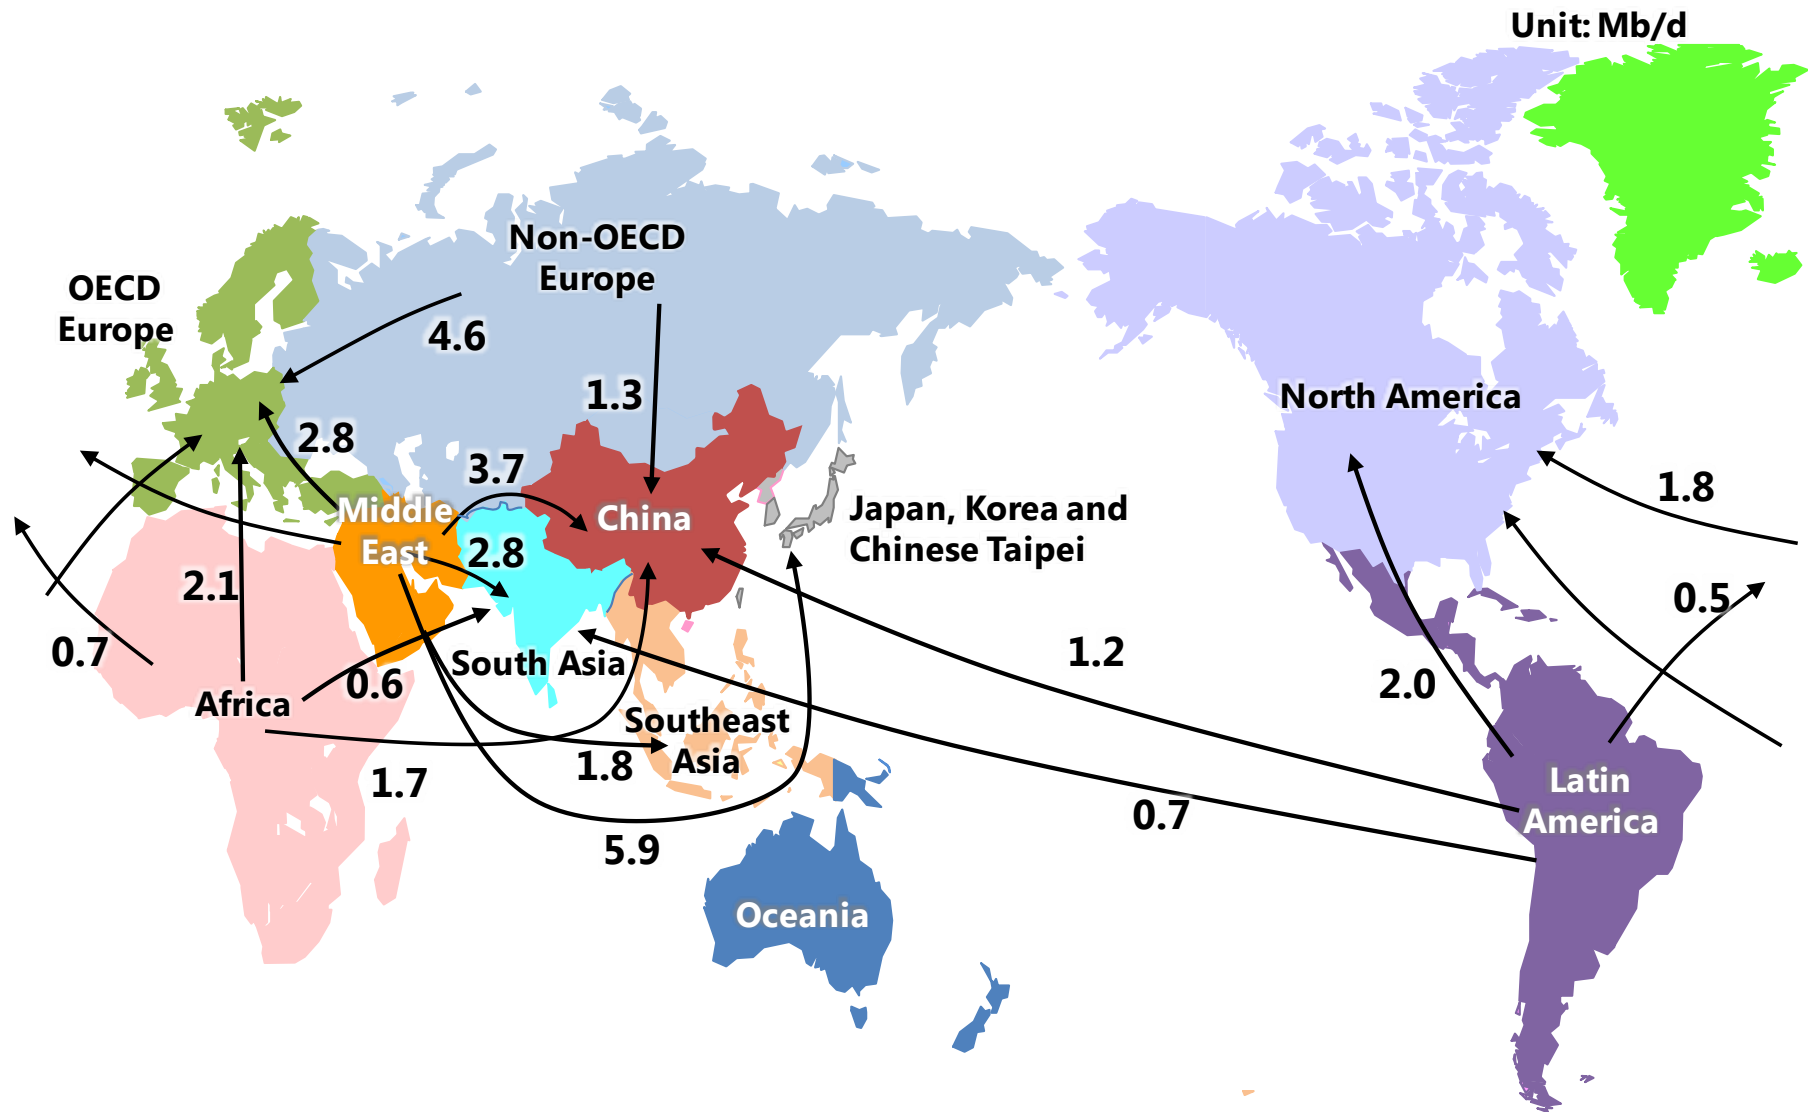 Unit: Mb/d
Non-OECD
Europe
OECD
Europe
4.6
1.3
North America
2.8
3.7
1.8
Middle
East
China
Japan, Korea and
Chinese Taipei
2.8
2.1
0.5
0.7
0.6
South Asia
1.2
2.0
Africa
Southeast
Asia
1.7
1.8
Latin
America
0.7
5.9
Oceania